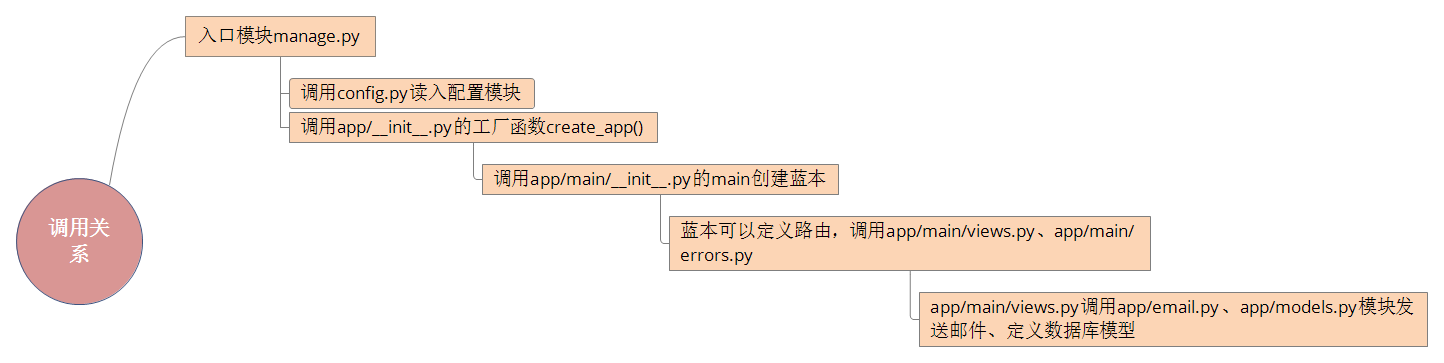 入口模块manage.py
调用config.py读入配置模块
调用app/__init__.py的工厂函数create_app()
调用app/main/__init__.py的main创建蓝本
调用关
系
蓝本可以定义路由，调用app/main/views.py、app/main/
errors.py
app/main/views.py调用app/email.py、app/models.py模块发
送邮件、定义数据库模型